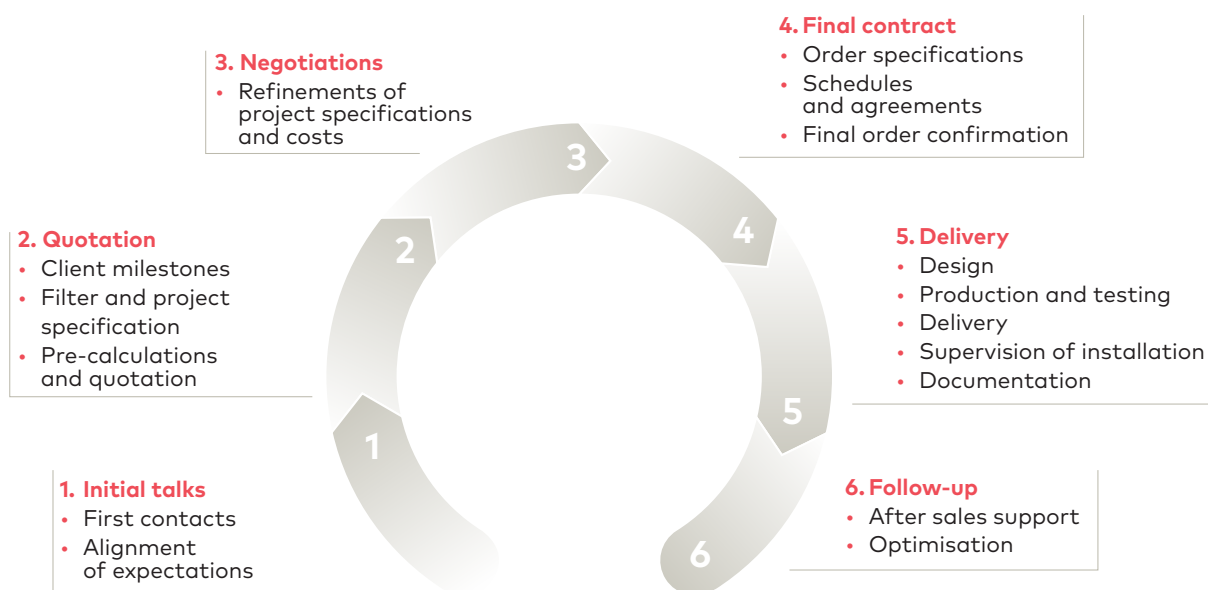 1. Initial talks
• First contacts
• Alignment
of expectations
2. Quotation
• Client milestones
• Filter and project
specification
• Pre-calculations
and quotation
3. Negotiations
• Refinements of
project specifications
and costs
4. Final contract
• Order specifications
• Schedules
and agreements
• Final order confirmation
5. Delivery
• Design
• Production and testing
• Delivery
• Supervision of installation
• Documentation
6. Follow-up
• After sales support
• Optimisation
1
2
3
4
5
6